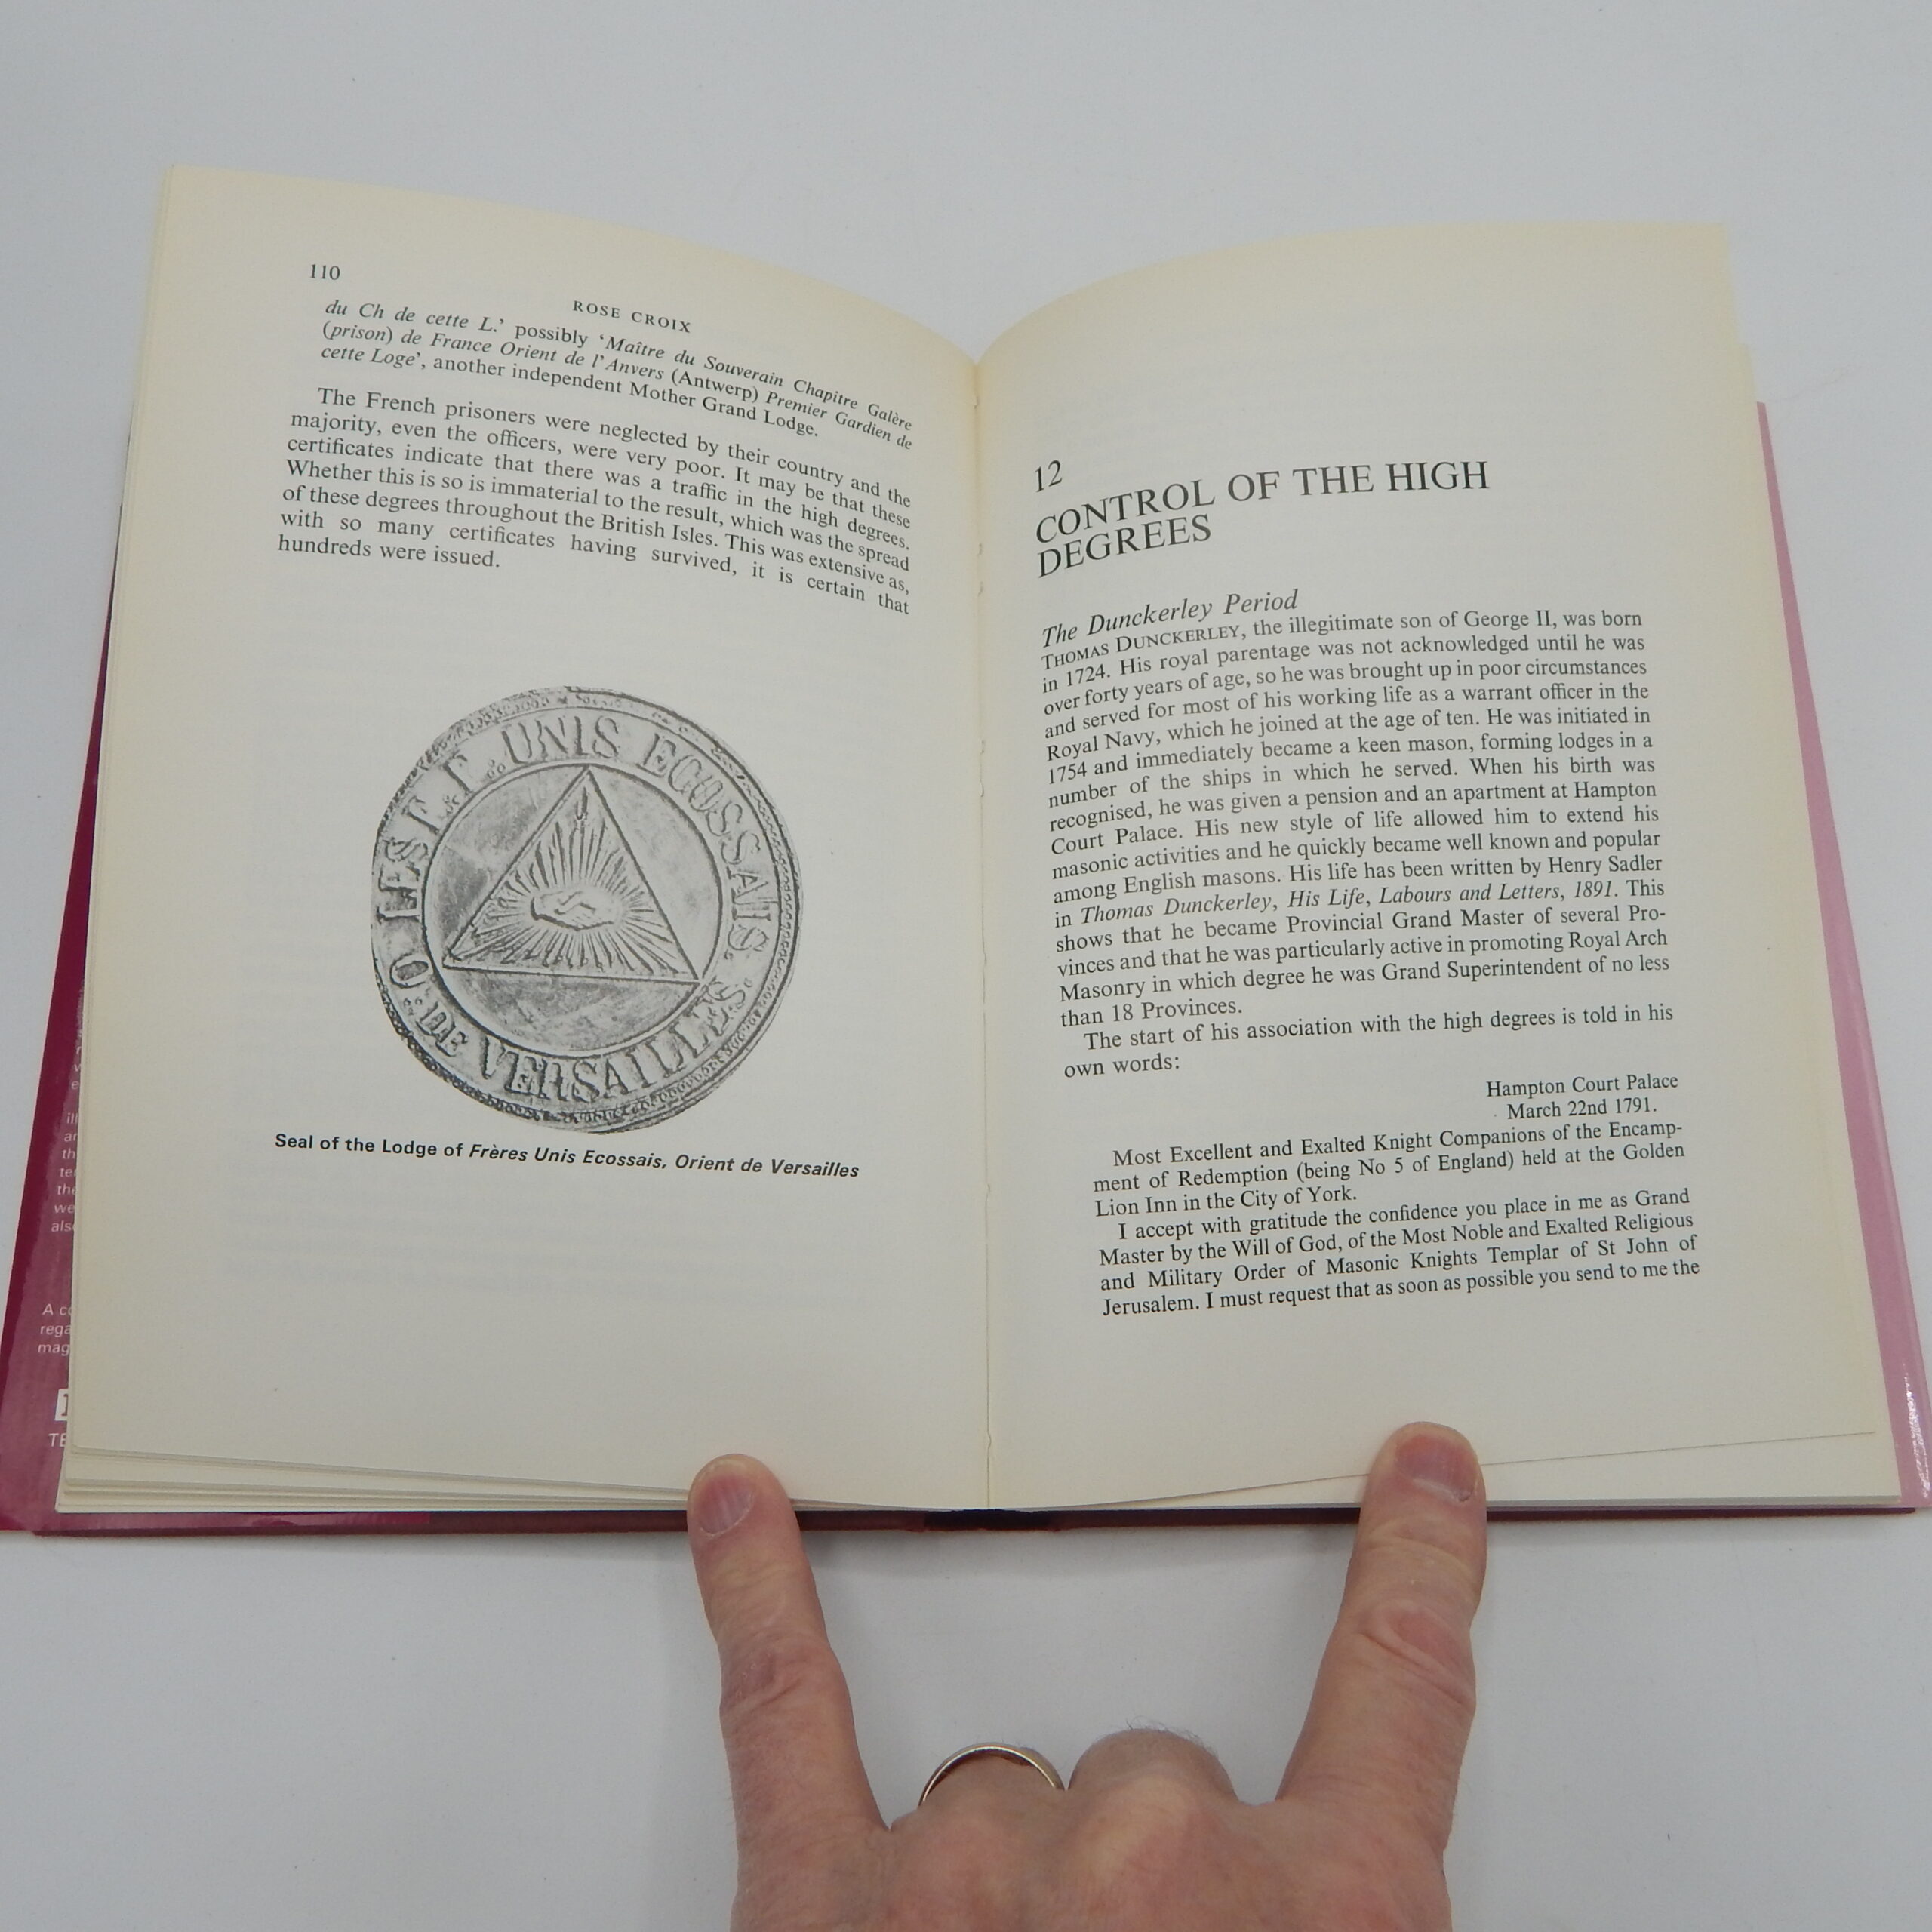 110
ROSE CROIX
du Ch de cette L.’ possibly ‘Maître du Souverain Chapitre Galère
(prison) de France Orient de l’Anvers (Antwerp) Premier Gardien de
cette Loge’, another independent Mother Grand Lodge.
The French prisoners were neglected by their country and the
majority, even the officers, were very poor. It may be that these
certificates indicate that there was a traffic in the high degrees.
Whether this is so is immaterial to the result, which was the spread
of these degrees throughout the British Isles. This was extensive as,
with so many certificates having survived, it is certain that
hundreds were issued.
O LES F. F. UNIS ECOSSAIS.
DE VERSAILLES.
Seal of the Lodge of Frères Unis Ecossais, Orient de Versailles
12
CONTROL OF THE HIGH
DEGREES
The Dunckerley Period
THOMAS DUNCKERLEY, the illegitimate son of George II, was born
in 1724. His royal parentage was not acknowledged until he was
over forty years of age, so he was brought up in poor circumstances
and served for most of his working life as a warrant officer in the
Royal Navy, which he joined at the age of ten. He was initiated in
1754 and immediately became a keen mason, forming lodges in a
number of the ships in which he served. When his birth was
recognised, he was given a pension and an apartment at Hampton
Court Palace. His new style of life allowed him to extend his
masonic activities and he quickly became well known and popular
among English masons. His life has been written by Henry Sadler
in Thomas Dunckerley, His Life, Labours and Letters, 1891. This
shows that he became Provincial Grand Master of several Pro-
vinces and that he was particularly active in promoting Royal Arch
Masonry in which degree he was Grand Superintendent of no less
than 18 Provinces.
The start of his association with the high degrees is told in his
own words:
Hampton Court Palace
March 22nd 1791.
Most Excellent and Exalted Knight Companions of the Encamp-
ment of Redemption (being No 5 of England) held at the Golden
Lion Inn in the City of York.
I accept with gratitude the confidence you place in me as Grand
Master by the Will of God, of the Most Noble and Exalted Religious
and Military Order of Masonic Knights Templar of St John of
Jerusalem. I must request that as soon as possible you send to me the